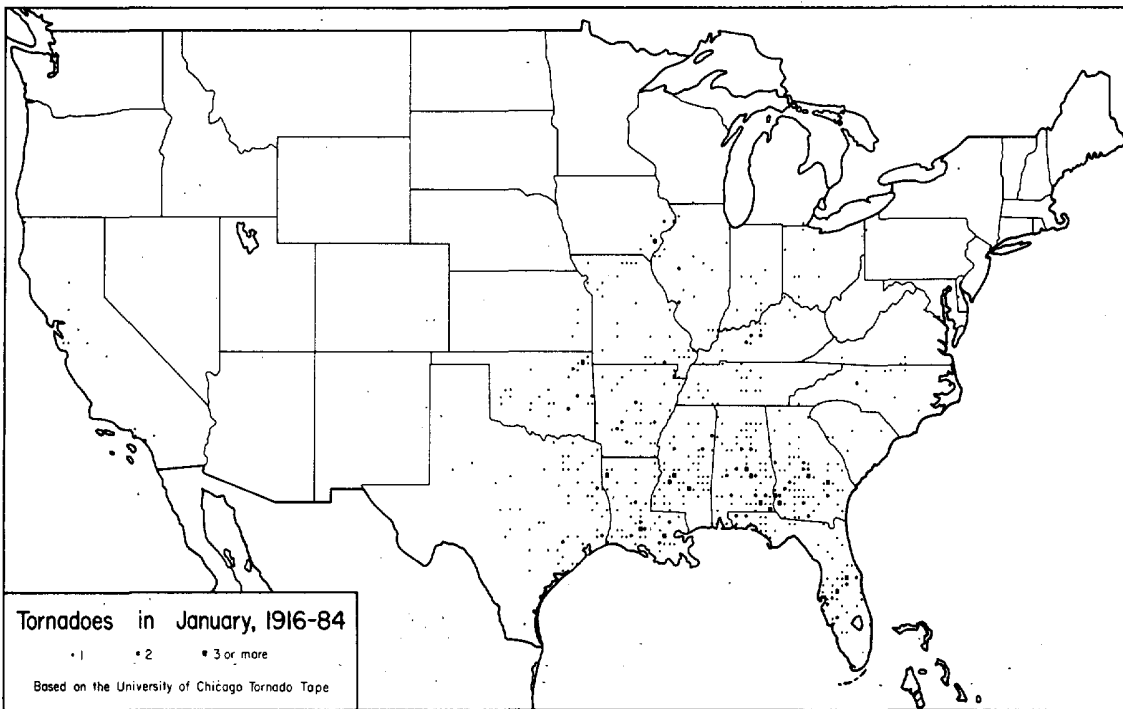 Tornadoes in January, 1916-84
•1 •2 ▪3 or more
Based on the University of Chicago Tornado Tape